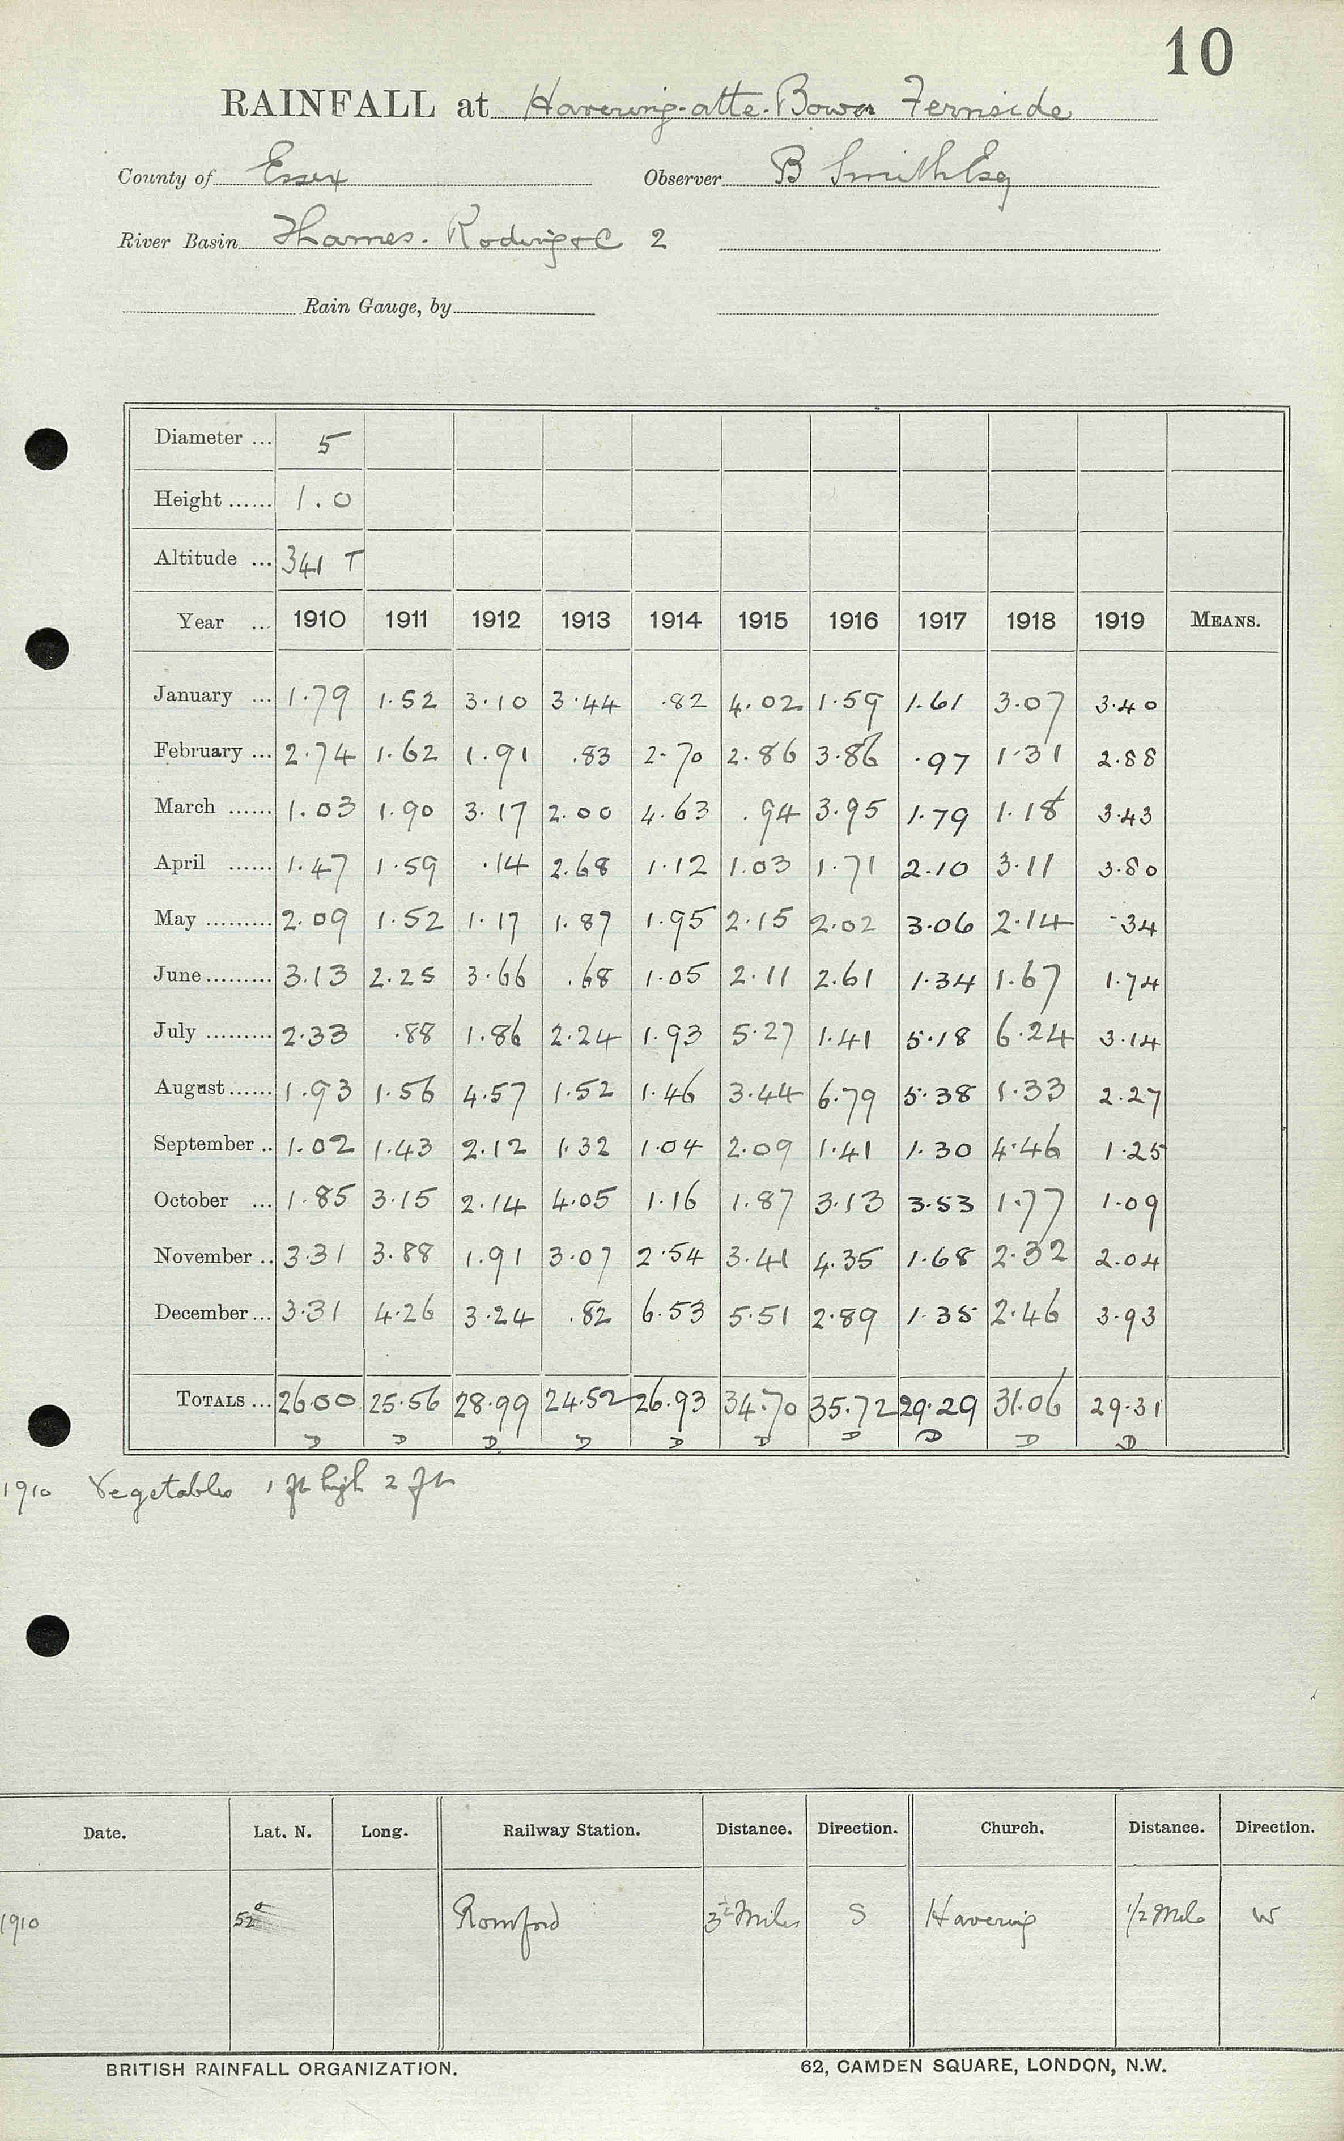 10
RAINFALL at Havering-atte-Bower Fernside
County of Essex Observer B Smith Esq
River Basin Thames. Roding &C 2
Rain Gauge, by
Diameter ... 5
Height ...... 1.0
Altitude ... 341 T
Year ... 1910 1911 1912 1913 1914 1915 1916 1917 1918 1919 MEANS.
January ... 1.79 1.52 3.10 3.44 .82 4.02 1.59 1.61 3.07 3.40
February ... 2.74 1.62 1.91 .83 2.70 2.86 3.86 .97 1.31 2.88
March ...... 1.03 1.90 3.17 2.00 4.63 .94 3.95 1.79 1.18 3.43
April ...... 1.47 1.59 .14 2.68 1.12 1.03 1.71 2.10 3.11 3.80
May ......... 2.09 1.52 1.17 1.87 1.95 2.15 2.02 3.06 2.14 .34
June ......... 3.13 2.25 3.66 .68 1.05 2.11 2.61 1.34 1.67 1.74
July ......... 2.33 .88 1.86 2.24 1.93 5.27 1.41 5.18 6.24 3.14
August ...... 1.93 1.56 4.57 1.52 1.46 3.44 6.79 5.38 1.33 2.27
September .. 1.02 1.43 2.12 1.32 1.04 2.09 1.41 1.30 4.46 1.25
October ... 1.85 3.15 2.14 4.05 1.16 1.87 3.13 3.53 1.77 1.09
November .. 3.31 3.88 1.91 3.07 2.54 3.41 4.35 1.68 2.32 2.04
December ... 3.31 4.26 3.24 .82 6.53 5.51 2.89 1.35 2.46 3.93
TOTALS ... 26.00 25.56 28.99 24.52 26.93 34.70 35.72 29.29 31.06 29.31
D D D D D D D D D D
1910 Vegetables 1 ft high 2 ft
Date. Lat. N. Long. Railway Station. Distance. Direction. Church. Distance. Direction.
1910 52° Romford 3½ Miles S Havering 1/2 Mile W
BRITISH RAINFALL ORGANIZATION. 62, CAMDEN SQUARE, LONDON, N.W.